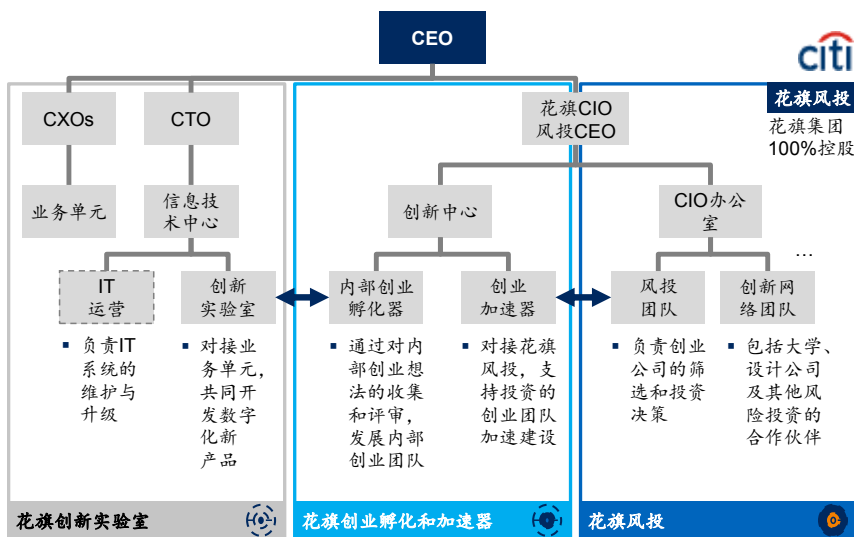 CEO
citi
花旗风投
花旗集团
100%控股
CXOs
CTO
花旗CIO
风投CEO
业务单元
信息技
术中心
创新中心
CIO办公
室
IT
运营
创新
实验室
内部创业
孵化器
创业
加速器
风投
团队
创新网
络团队
…
▪ 负责IT
系统的
维护与
升级
▪ 对接业
务单元,
共同开
发数字
化新
产品
▪ 通过对内
部创业想
法的收集
和评审,
发展内部
创业团队
▪ 对接花旗
风投，支
持投资的
创业团队
加速建设
▪ 负责创业
公司的筛
选和投资
决策
▪ 包括大学、
设计公司
及其他风
险投资的
合作伙伴
花旗创新实验室
花旗创业孵化和加速器
花旗风投